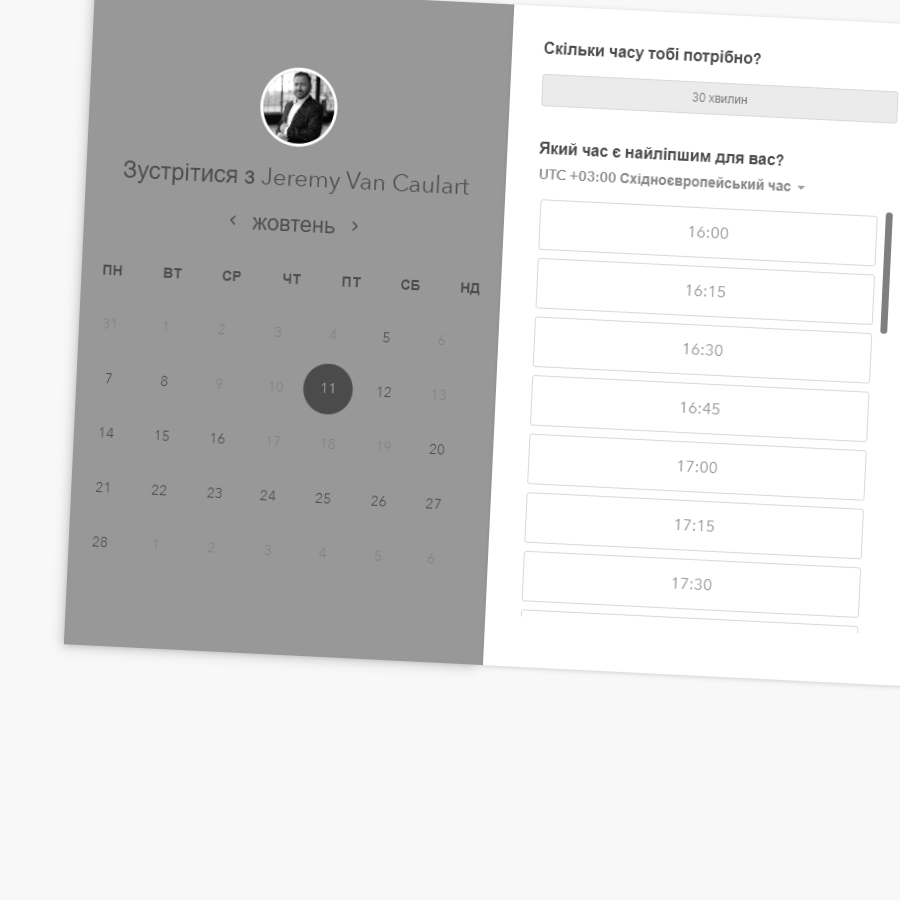 Зустрітися з Jeremy Van Caulart
жовтень
ПН ВТ СР ЧТ ПТ СБ НД
31 1 2 3 4 5 6
7 8 9 10 11 12 13
14 15 16 17 18 19 20
21 22 23 24 25 26 27
28 1 2 3 4 5 6
Скільки часу тобі потрібно?
30 хвилин
Який час є найліпшим для вас?
UTC +03:00 Східноєвропейський час
16:00
16:15
16:30
16:45
17:00
17:15
17:30